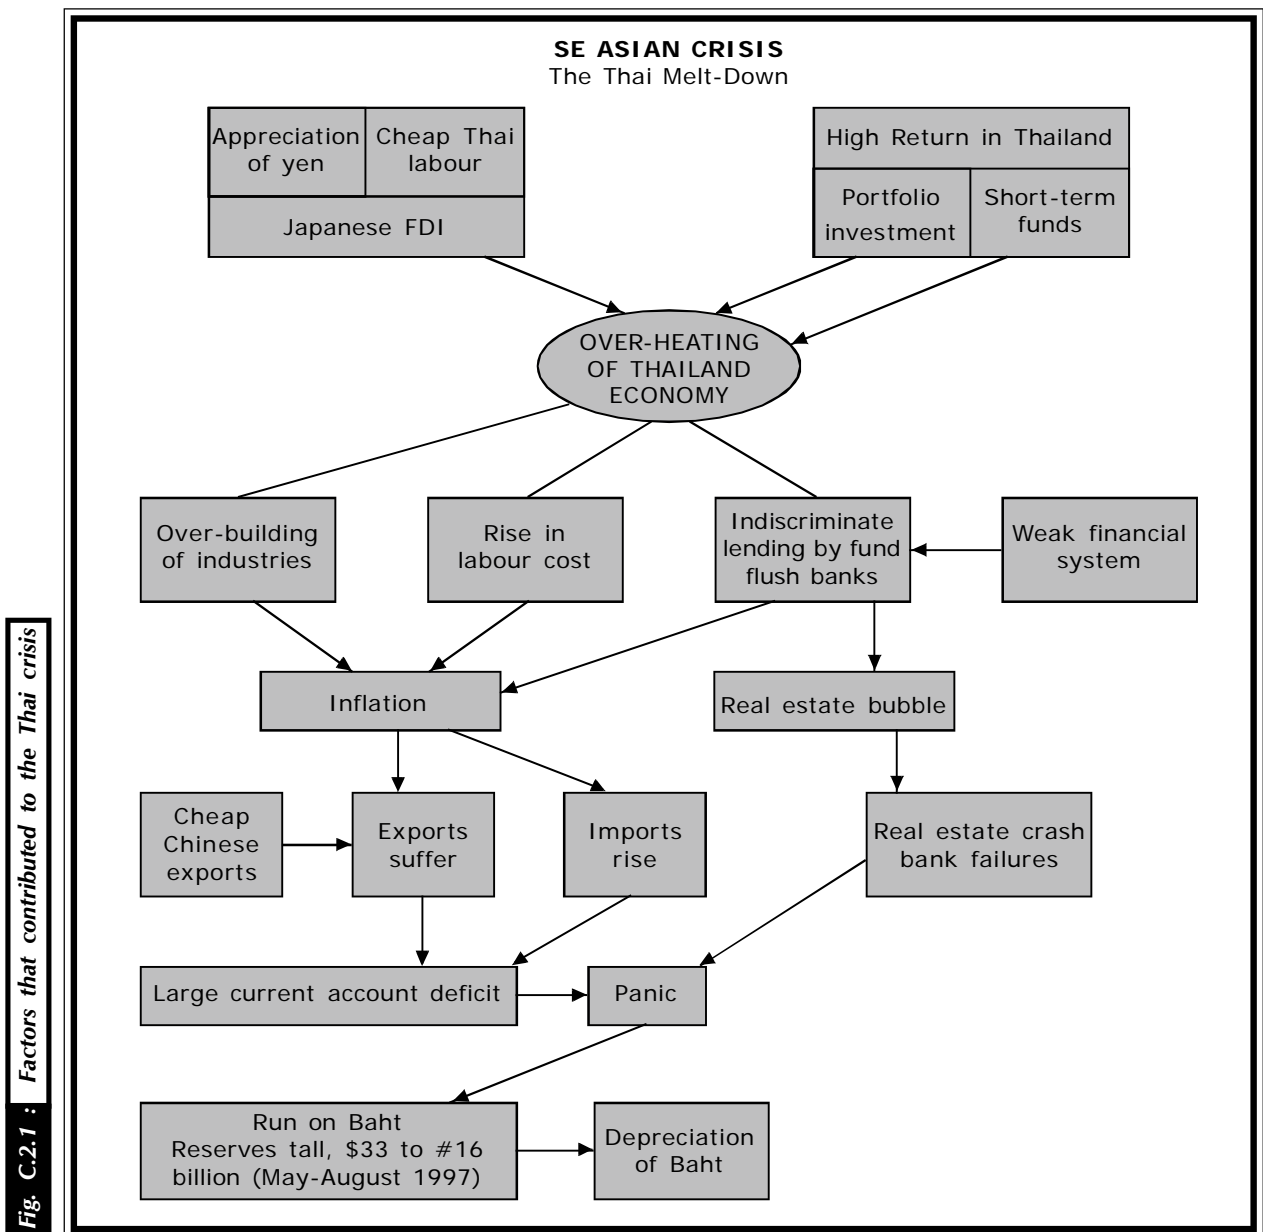 SE ASIAN CRISIS
The Thai Melt-Down
Appreciation
of yen
Cheap Thai
labour
Japanese FDI
High Return in Thailand
Portfolio
investment
Short-term
funds
OVER-HEATING
OF THAILAND
ECONOMY
Over-building
of industries
Rise in
labour cost
Indiscriminate
lending by fund
flush banks
Weak financial
system
Inflation
Real estate bubble
Cheap
Chinese
exports
Exports
suffer
Imports
rise
Real estate crash
bank failures
Large current account deficit
Panic
Run on Baht
Reserves tall, $33 to #16
billion (May-August 1997)
Depreciation
of Baht
Fig. C.2.1 : Factors that contributed to the Thai crisis